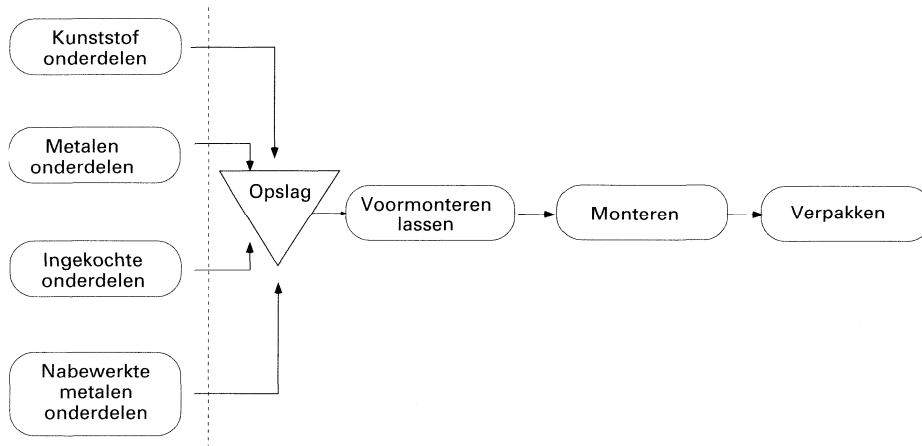 Kunststof
onderdelen
Metalen
onderdelen
Ingekochte
onderdelen
Nabewerkte
metalen
onderdelen
Opslag
Voormonteren
lassen
Monteren
Verpakken